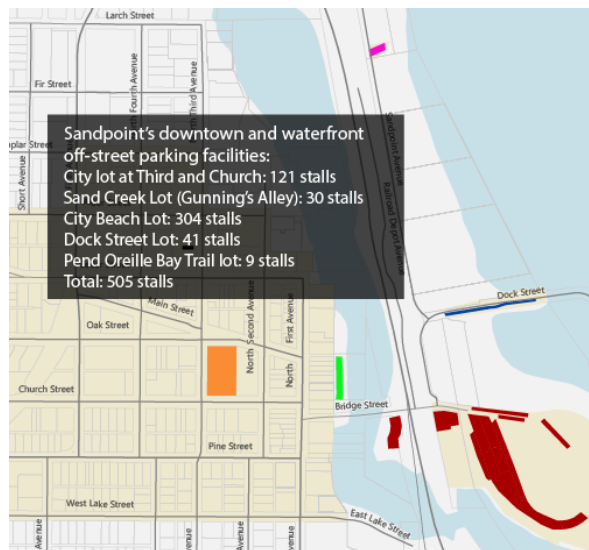 Larch Street
Fir Street
North Fourth Avenue
North Third Avenue
Sandpoint Avenue
Short Avenue
Sandpoint's downtown and waterfront
off-street parking facilities:
City lot at Third and Church: 121 stalls
Sand Creek Lot (Gunning's Alley): 30 stalls
City Beach Lot: 304 stalls
Dock Street Lot: 41 stalls
Pend Oreille Bay Trail lot: 9 stalls
Total: 505 stalls
Railroad Depot Avenue
Dock Street
Main Street
Oak Street
North Second Avenue
First Avenue
North
Church Street
Bridge Street
Pine Street
West Lake Street
East Lake Street
Avenue
Avenue
Avenue
Avenue